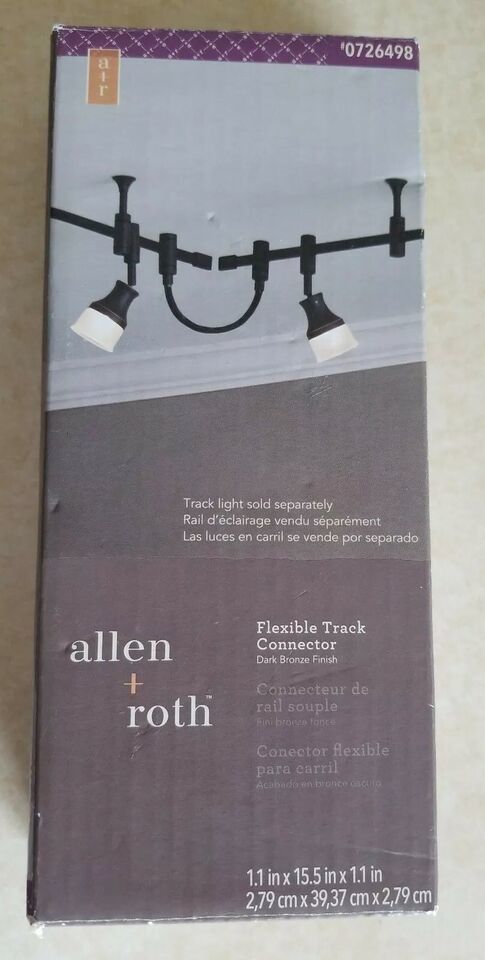 #0726498
a+r
Track light sold separately
Rail d'éclairage vendu séparément
Las luces en carril se vende por separado
allen
+
roth™
Flexible Track
Connector
Dark Bronze Finish
Connecteur de
rail souple
Fini bronze foncé
Conector flexible
para carril
Acabado en bronce oscuro
1.1 in x 15.5 in x 1.1 in
2,79 cm x 39,37 cm x 2,79 cm